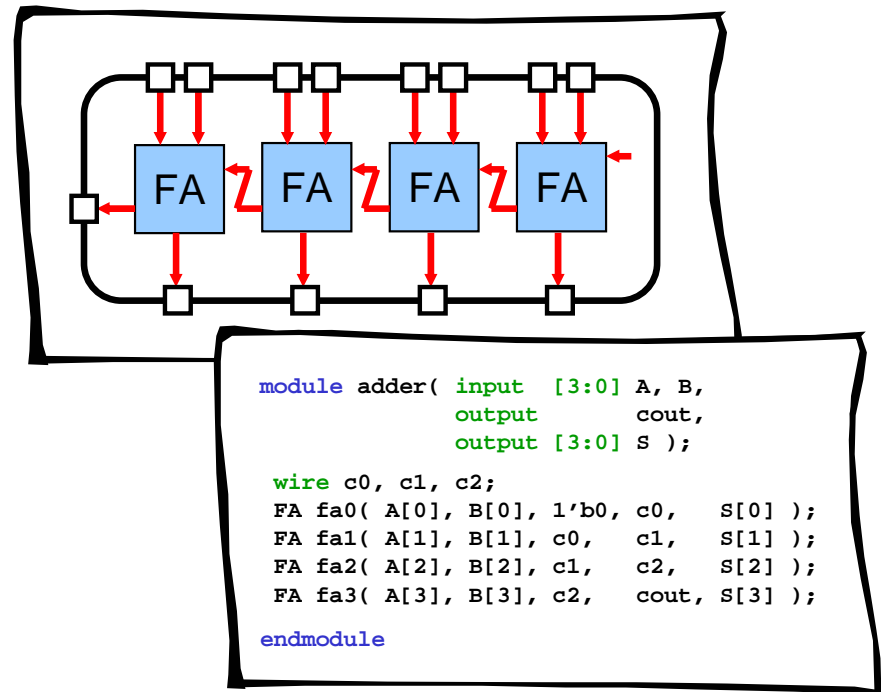 FA FA FA FA
module adder( input [3:0] A, B,
output cout,
output [3:0] S );
wire c0, c1, c2;
FA fa0( A[0], B[0], 1’b0, c0, S[0] );
FA fa1( A[1], B[1], c0, c1, S[1] );
FA fa2( A[2], B[2], c1, c2, S[2] );
FA fa3( A[3], B[3], c2, cout, S[3] );
endmodule